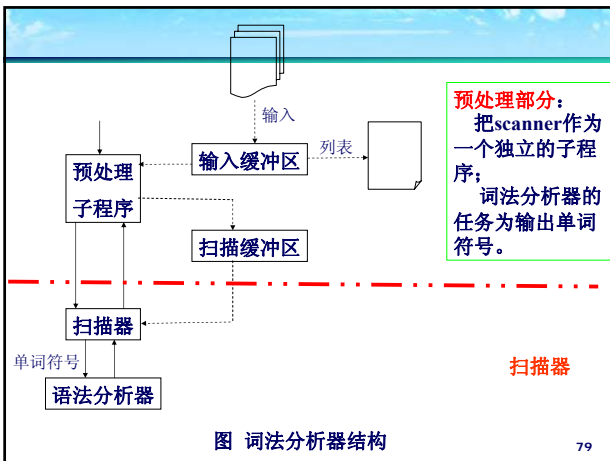 输入
列表
输入缓冲区
预处理
子程序
扫描缓冲区
预处理部分：
把scanner作为
一个独立的子程
序；
词法分析器的
任务为输出单词
符号。
扫描器
单词符号
语法分析器
扫描器
图 词法分析器结构
79